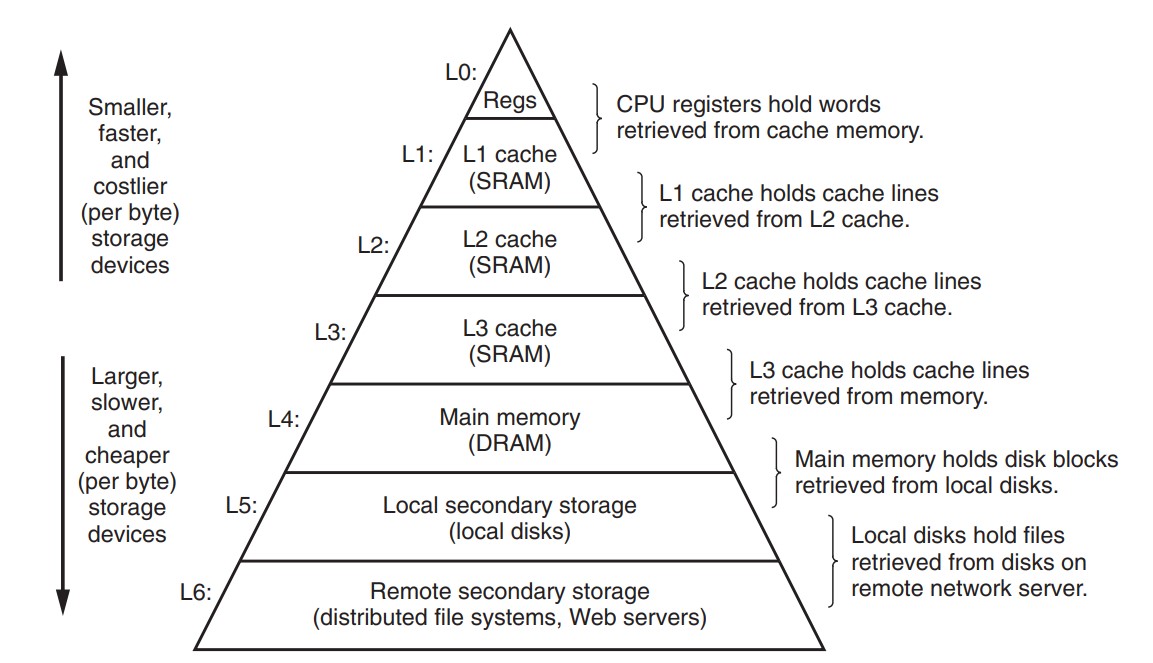 Smaller,
faster,
and
costlier
(per byte)
storage
devices
Larger,
slower,
and
cheaper
(per byte)
storage
devices
L0:
Regs
L1:
L1 cache
(SRAM)
L2:
L2 cache
(SRAM)
L3:
L3 cache
(SRAM)
L4:
Main memory
(DRAM)
L5:
Local secondary storage
(local disks)
L6:
Remote secondary storage
(distributed file systems, Web servers)
CPU registers hold words
retrieved from cache memory.
L1 cache holds cache lines
retrieved from L2 cache.
L2 cache holds cache lines
retrieved from L3 cache.
L3 cache holds cache lines
retrieved from memory.
Main memory holds disk blocks
retrieved from local disks.
Local disks hold files
retrieved from disks on
remote network server.